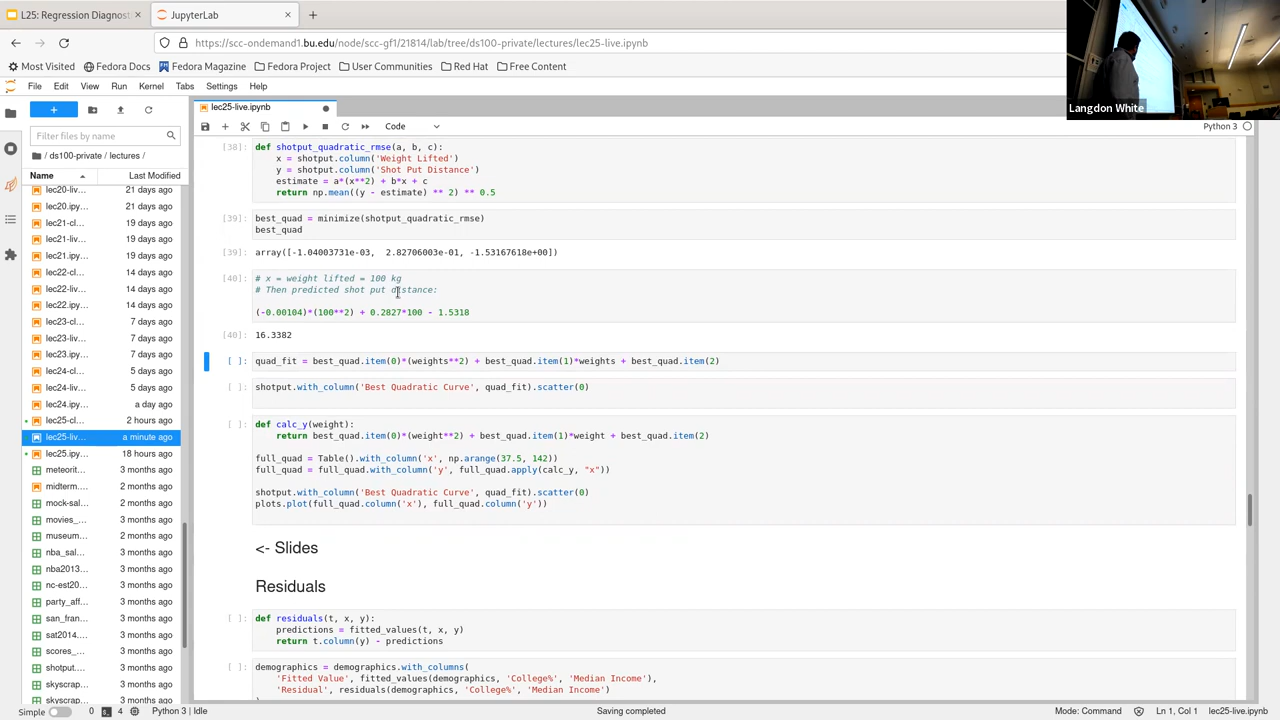 L25: Regression Diagnost
JupyterLab
https://scc-ondemand1.bu.edu/node/scc-gf1/21814/lab/tree/ds100-private/lectures/lec25-live.ipynb
Most Visited
Fedora Docs
Fedora Magazine
Fedora Project
User Communities
Red Hat
Free Content
Langdon White
File Edit View Run Kernel Tabs Settings Help
lec25-live.ipynb
Code
Python 3
Filter files by name
/ ds100-private / lectures /
Name Last Modified
lec20-liv... 21 days ago
lec20.ipy... 21 days ago
lec21-cl... 19 days ago
lec21-liv... 19 days ago
lec21.ipy... 19 days ago
lec22-cl... 14 days ago
lec22-liv... 14 days ago
lec22.ipy... 14 days ago
lec23-cl... 7 days ago
lec23-liv... 7 days ago
lec23.ipy... 7 days ago
lec24-cl... 5 days ago
lec24-liv... 5 days ago
lec24.ipy... a day ago
lec25-cl... 2 hours ago
lec25-liv... a minute ago
lec25.ipy... 18 hours ago
meteorit... 3 months ago
midterm.... 2 months ago
mock-sal... 2 months ago
movies_... 3 months ago
museum... 2 months ago
nba_sal... 3 months ago
nba2013... 3 months ago
nc-est20... 3 months ago
party_aff... 3 months ago
san_fran... 3 months ago
sat2014.... 3 months ago
scores_... 3 months ago
shotput.... 3 months ago
skyscrap... 3 months ago
skyscrap... 3 months ago
[38]: def shotput_quadratic_rmse(a, b, c):
x = shotput.column('Weight Lifted')
y = shotput.column('Shot Put Distance')
estimate = a*(x**2) + b*x + c
return np.mean((y - estimate) ** 2) ** 0.5
[39]: best_quad = minimize(shotput_quadratic_rmse)
best_quad
[39]: array([-1.04003731e-03,  2.82706003e-01, -1.53167618e+00])
[40]: # x = weight lifted = 100 kg
# Then predicted shot put distance:
(-0.00104)*(100**2) + 0.2827*100 - 1.5318
[40]: 16.3382
[ ]: quad_fit = best_quad.item(0)*(weights**2) + best_quad.item(1)*weights + best_quad.item(2)
[ ]: shotput.with_column('Best Quadratic Curve', quad_fit).scatter(0)
[ ]: def calc_y(weight):
return best_quad.item(0)*(weight**2) + best_quad.item(1)*weight + best_quad.item(2)
full_quad = Table().with_column('x', np.arange(37.5, 142))
full_quad = full_quad.with_column('y', full_quad.apply(calc_y, "x"))
shotput.with_column('Best Quadratic Curve', quad_fit).scatter(0)
plots.plot(full_quad.column('x'), full_quad.column('y'))
<- Slides
Residuals
[ ]: def residuals(t, x, y):
predictions = fitted_values(t, x, y)
return t.column(y) - predictions
[ ]: demographics = demographics.with_columns(
'Fitted Value', fitted_values(demographics, 'College%', 'Median Income'),
'Residual', residuals(demographics, 'College%', 'Median Income')
Simple 0 4 Python 3 | Idle Saving completed Mode: Command Ln 1, Col 1 lec25-live.ipynb